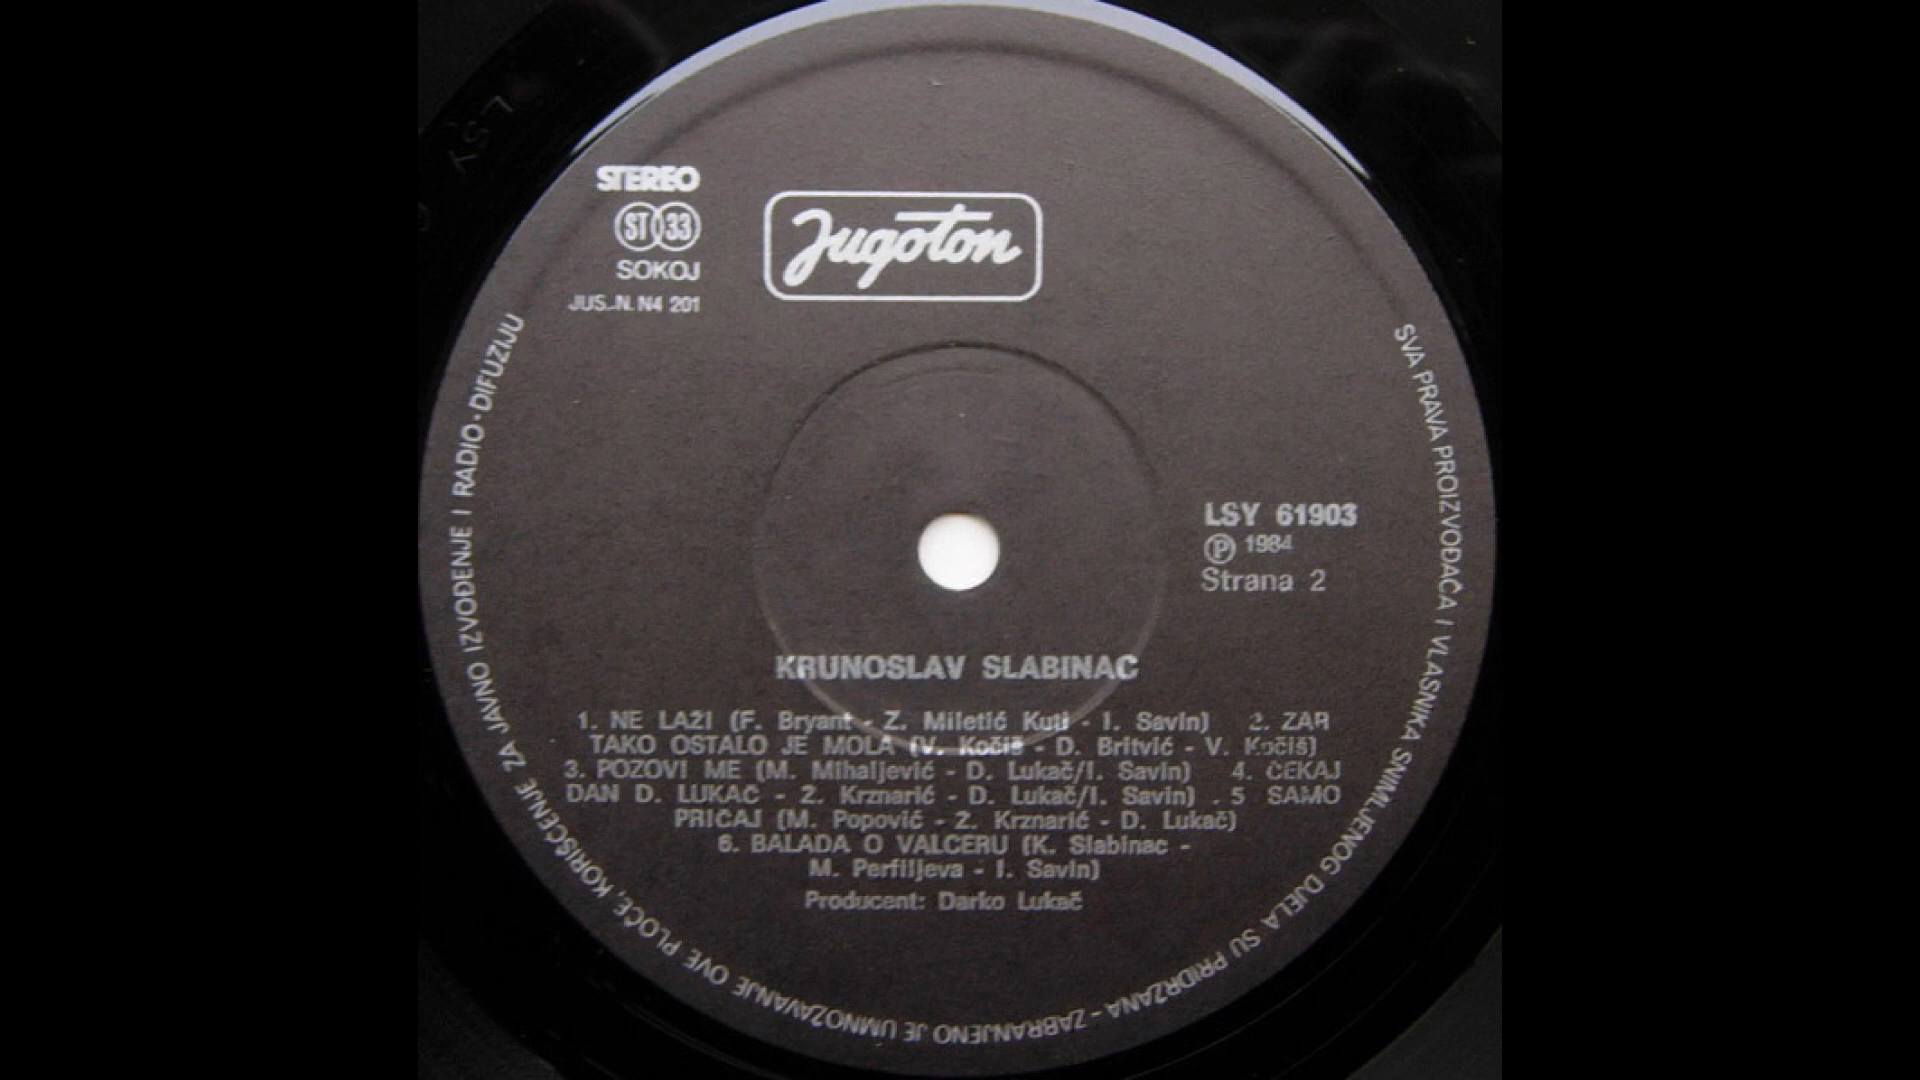 STEREO
ST 33
SOKOJ
JUS.-N. N4 201
Jugoton
LSY 61903
Ⓟ 1984
Strana 2
KRUNOSLAV SLABINAC
1. NE LAŽI (F. Bryant - Z. Miletić Kuti - I. Savin) 2. ZAR
TAKO OSTALO JE MOLA (V. Kočiš - D. Britvić - V. Kočiš)
3. POZOVI ME (M. Mihaljević - D. Lukač/I. Savin) 4. ČEKAJ
DAN D. LUKAČ - Ž. Krznarić - D. Lukač/I. Savin) . 5 SAMO
PRIČAJ (M. Popović - Ž. Krznarić - D. Lukač)
6. BALADA O VALCERU (K. Slabinac -
M. Perfiljeva - I. Savin)
Producent: Darko Lukač
SVA PRAVA PROIZVOĐAČA I VLASNIKA SNIMLJENOG DJELA SU PRIDRŽANA - ZABRANJENO JE UMNOŽAVANJE OVE PLOČE, KORIŠĆENJE ZA JAVNO IZVOĐENJE I RADIO-DIFUZIJU